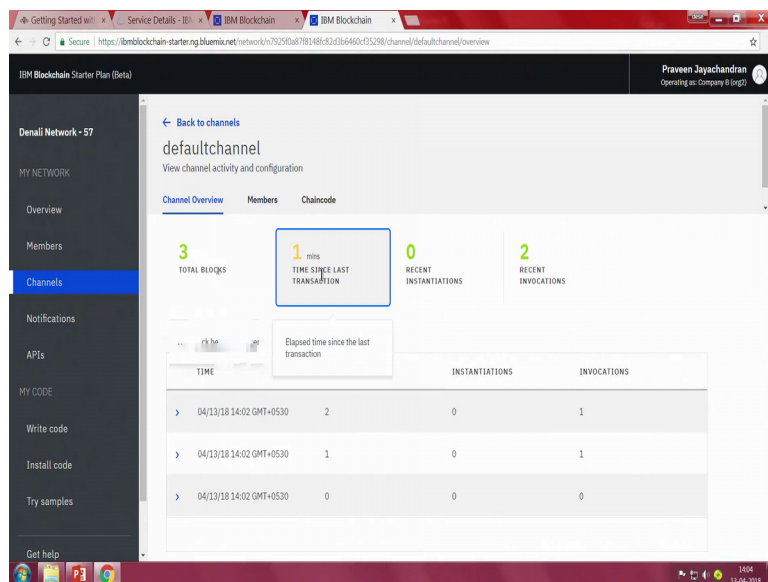 Getting Started with
Service Details - IBM
IBM Blockchain
IBM Blockchain
Secure | https://ibmblockchain-starter.ng.bluemix.net/network/n7925f0a87f8148fc82d3b6460cf35298/channel/defaultchannel/overview
IBM Blockchain Starter Plan (Beta)
Praveen Jayachandran
Operating as: Company B (org2)
Denali Network - 57
MY NETWORK
Overview
Members
Channels
Notifications
APIs
MY CODE
Write code
Install code
Try samples
Get help
← Back to channels
defaultchannel
View channel activity and configuration
Channel Overview Members Chaincode
3
TOTAL BLOCKS
1 mins
TIME SINCE LAST
TRANSACTION
0
RECENT
INSTANTIATIONS
2
RECENT
INVOCATIONS
Elapsed time since the last
transaction
TIME INSTANTIATIONS INVOCATIONS
04/13/18 14:02 GMT+0530 2 0 1
04/13/18 14:02 GMT+0530 1 0 1
04/13/18 14:02 GMT+0530 0 0 0
14:04
13-04-2018